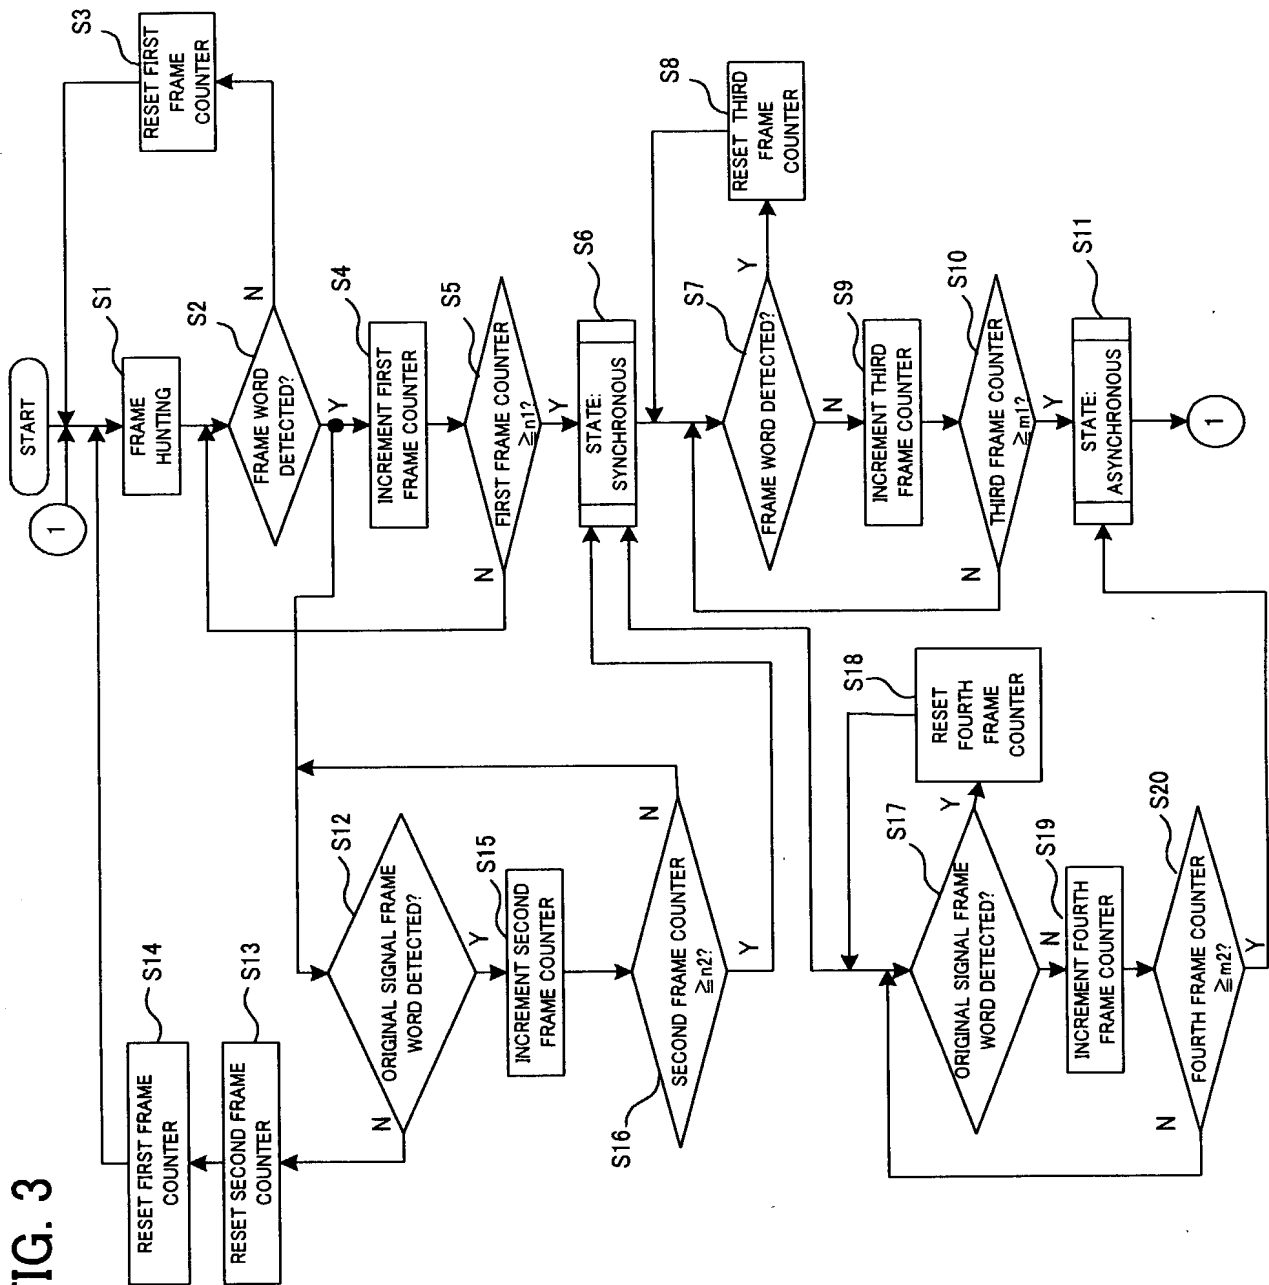 FIG. 3
START
1
S1
FRAME
HUNTING
S2
FRAME WORD
DETECTED?
N
Y
S3
RESET FIRST
FRAME
COUNTER
S4
INCREMENT FIRST
FRAME COUNTER
S5
FIRST FRAME COUNTER
≧n1?
N
Y
S6
STATE:
SYNCHRONOUS
S7
FRAME WORD DETECTED?
Y
N
S8
RESET THIRD
FRAME
COUNTER
S9
INCREMENT THIRD
FRAME COUNTER
S10
THIRD FRAME COUNTER
≧m1?
N
Y
S11
STATE:
ASYNCHRONOUS
1
S12
ORIGINAL SIGNAL FRAME
WORD DETECTED?
N
Y
S13
RESET SECOND FRAME
COUNTER
S14
RESET FIRST FRAME
COUNTER
S15
INCREMENT SECOND
FRAME COUNTER
S16
SECOND FRAME COUNTER
≧n2?
N
Y
S17
ORIGINAL SIGNAL FRAME
WORD DETECTED?
Y
N
S18
RESET
FOURTH
FRAME
COUNTER
S19
INCREMENT FOURTH
FRAME COUNTER
S20
FOURTH FRAME COUNTER
≧m2?
N
Y